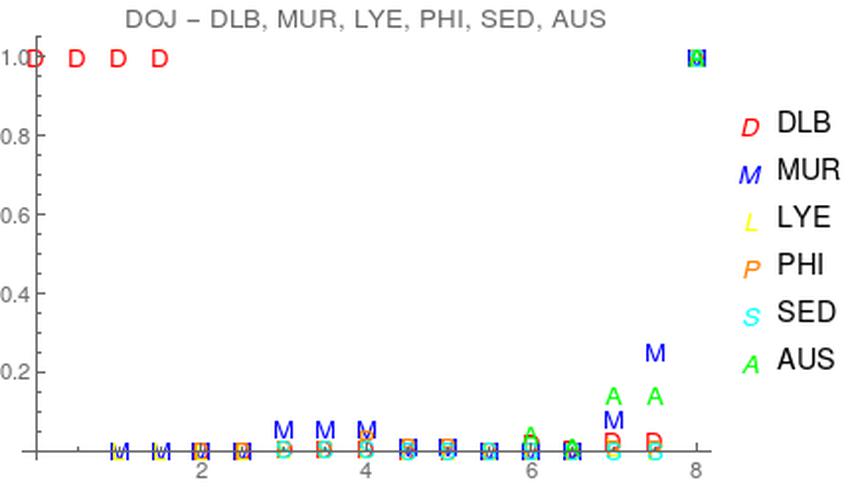 DOJ – DLB, MUR, LYE, PHI, SED, AUS
1.0
0.8
0.6
0.4
0.2
2 4 6 8
D D D D
M M M
M
A A
M
A
D DLB
M MUR
L LYE
P PHI
S SED
A AUS